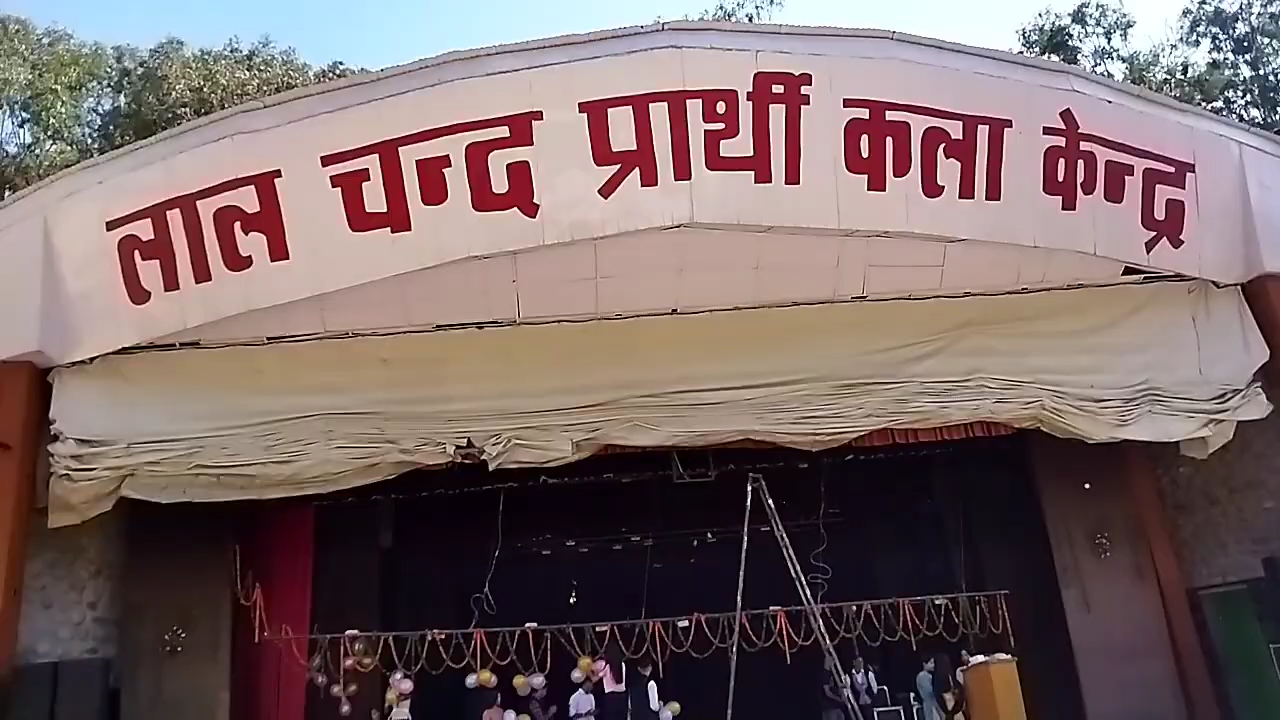 लाल चन्द प्रार्थी कला केन्द्र